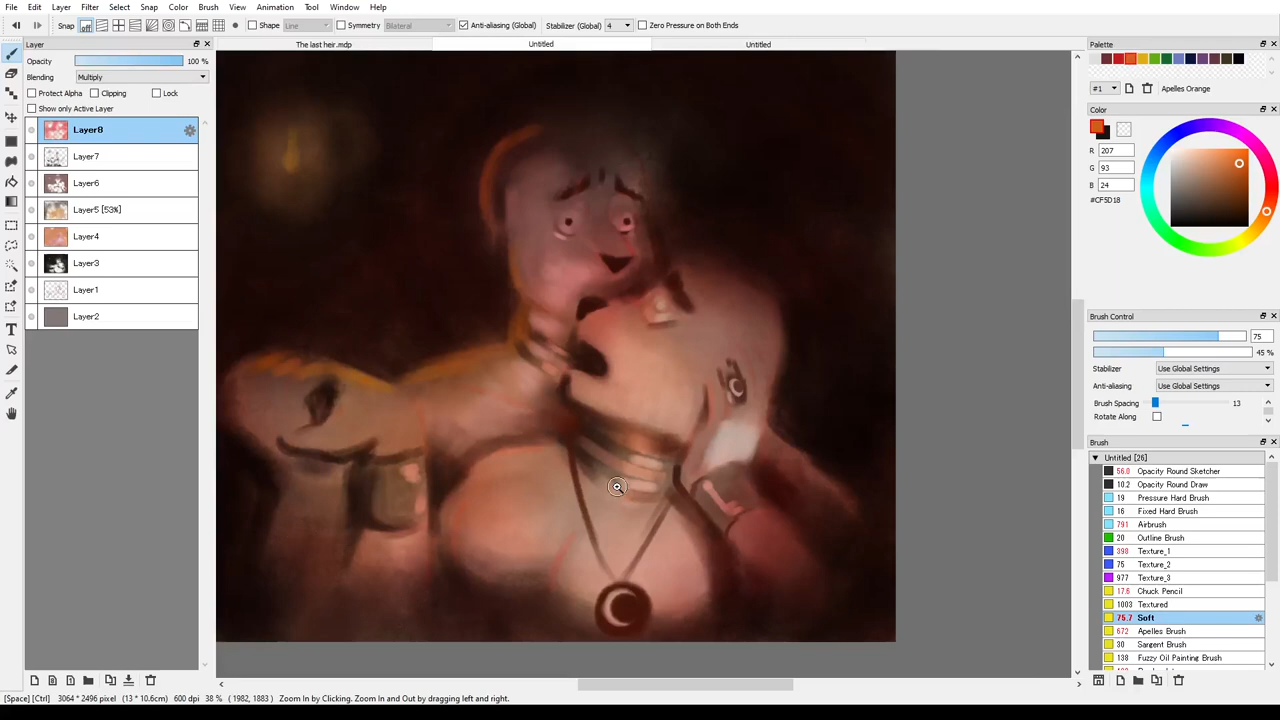 File Edit Layer Filter Select Snap Color Brush View Tool Window Help
Snap off Shape Line Symmetry Bilateral Anti-aliasing (Global) Stabilizer (Global) 4 Zero Pressure on Both Ends
Layer
The last heir.mdp Untitled Untitled
Opacity 100 %
Blending Multiply
Protect Alpha Clipping Lock
Show only Active Layer
Layer8
Layer7
Layer6
Layer5 [53%]
Layer4
Layer3
Layer1
Layer2
Palette
#1 Apelles Orange
Color
R 207
G 93
B 24
#CF5D18
Brush Control
75
45 %
Stabilizer Use Global Settings
Anti-aliasing Use Global Settings
Brush Spacing 13
Rotate Along
Brush
Untitled [26]
56.0 Opacity Round Sketcher
10.2 Opacity Round Draw
19 Pressure Hard Brush
16 Fixed Hard Brush
791 Airbrush
20 Outline Brush
398 Texture_1
75 Texture_2
977 Texture_3
17.6 Chuck Pencil
1003 Textured
75.7 Soft
672 Apelles Brush
30 Sargent Brush
138 Fuzzy Oil Painting Brush
[Space] [Ctrl] 3064 * 2496 pixel (13 * 10.6cm) 600 dpi 38 % (1982, 1883) Zoom In by Clicking. Zoom In and Out by dragging left and right.